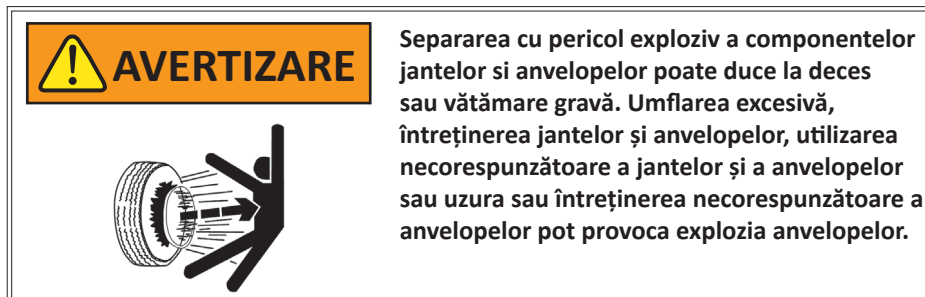 AVERTIZARE
Separarea cu pericol exploziv a componentelor
jantelor si anvelopelor poate duce la deces
sau vătămare gravă. Umflarea excesivă,
întreținerea jantelor și anvelopelor, utilizarea
necorespunzătoare a jantelor și a anvelopelor
sau uzura sau întreținerea necorespunzătoare a
anvelopelor pot provoca explozia anvelopelor.